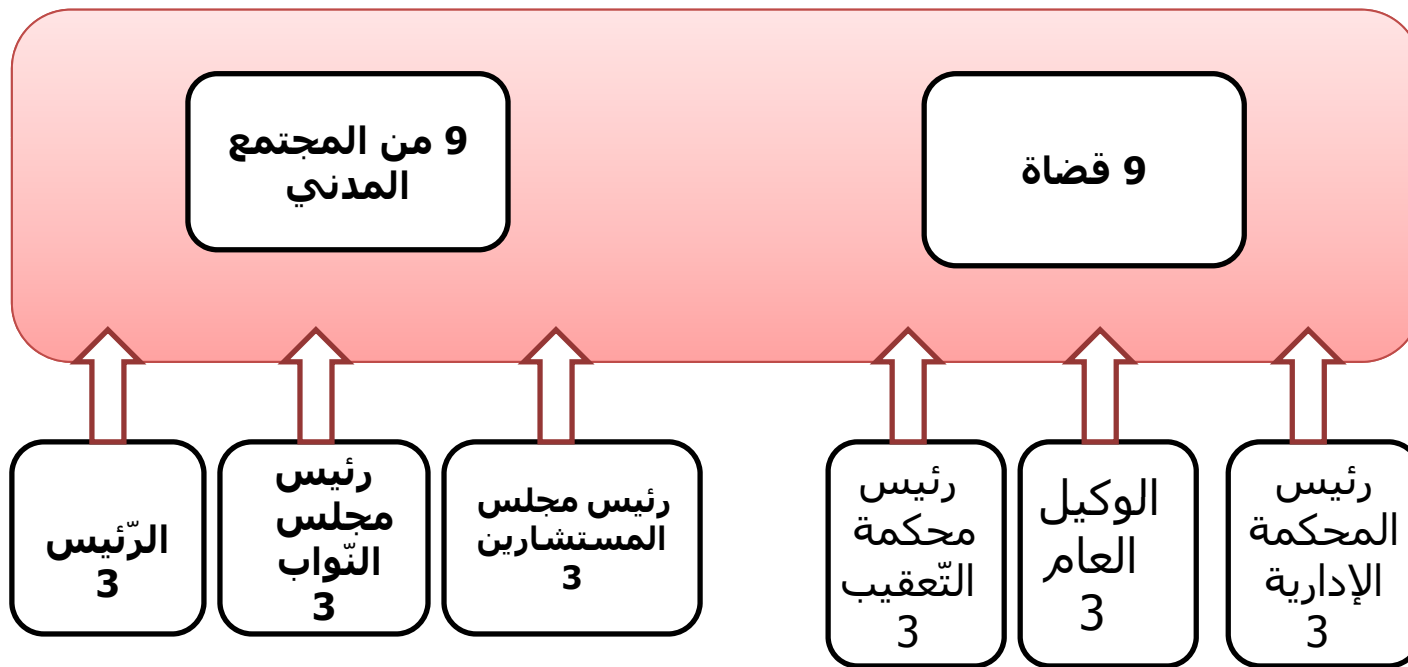 9 قضاة
9 من المجتمع
المدني
رئيس
المحكمة
الإدارية
3
الوكيل
العام
3
رئيس
محكمة
التّعقيب
3
رئيس مجلس
المستشارين
3
رئيس
مجلس
النّواب
3
الرّئيس
3